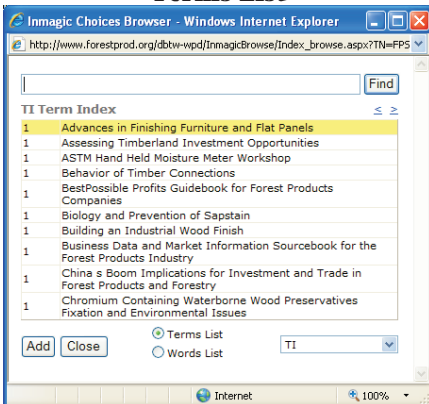 Terms List
Inmagic Choices Browser - Windows Internet Explorer
http://www.forestprod.org/dbtw-wpd/InmagicBrowse/Index_browse.aspx?TN=FPS
Find
TI Term Index < >
1 Advances in Finishing Furniture and Flat Panels
1 Assessing Timberland Investment Opportunities
1 ASTM Hand Held Moisture Meter Workshop
1 Behavior of Timber Connections
1 BestPossible Profits Guidebook for Forest Products
Companies
1 Biology and Prevention of Sapstain
1 Building an Industrial Wood Finish
1 Business Data and Market Information Sourcebook for the
Forest Products Industry
1 China s Boom Implications for Investment and Trade in
Forest Products and Forestry
1 Chromium Containing Waterborne Wood Preservatives
Fixation and Environmental Issues
Add Close Terms List TI
Words List
Internet 100%